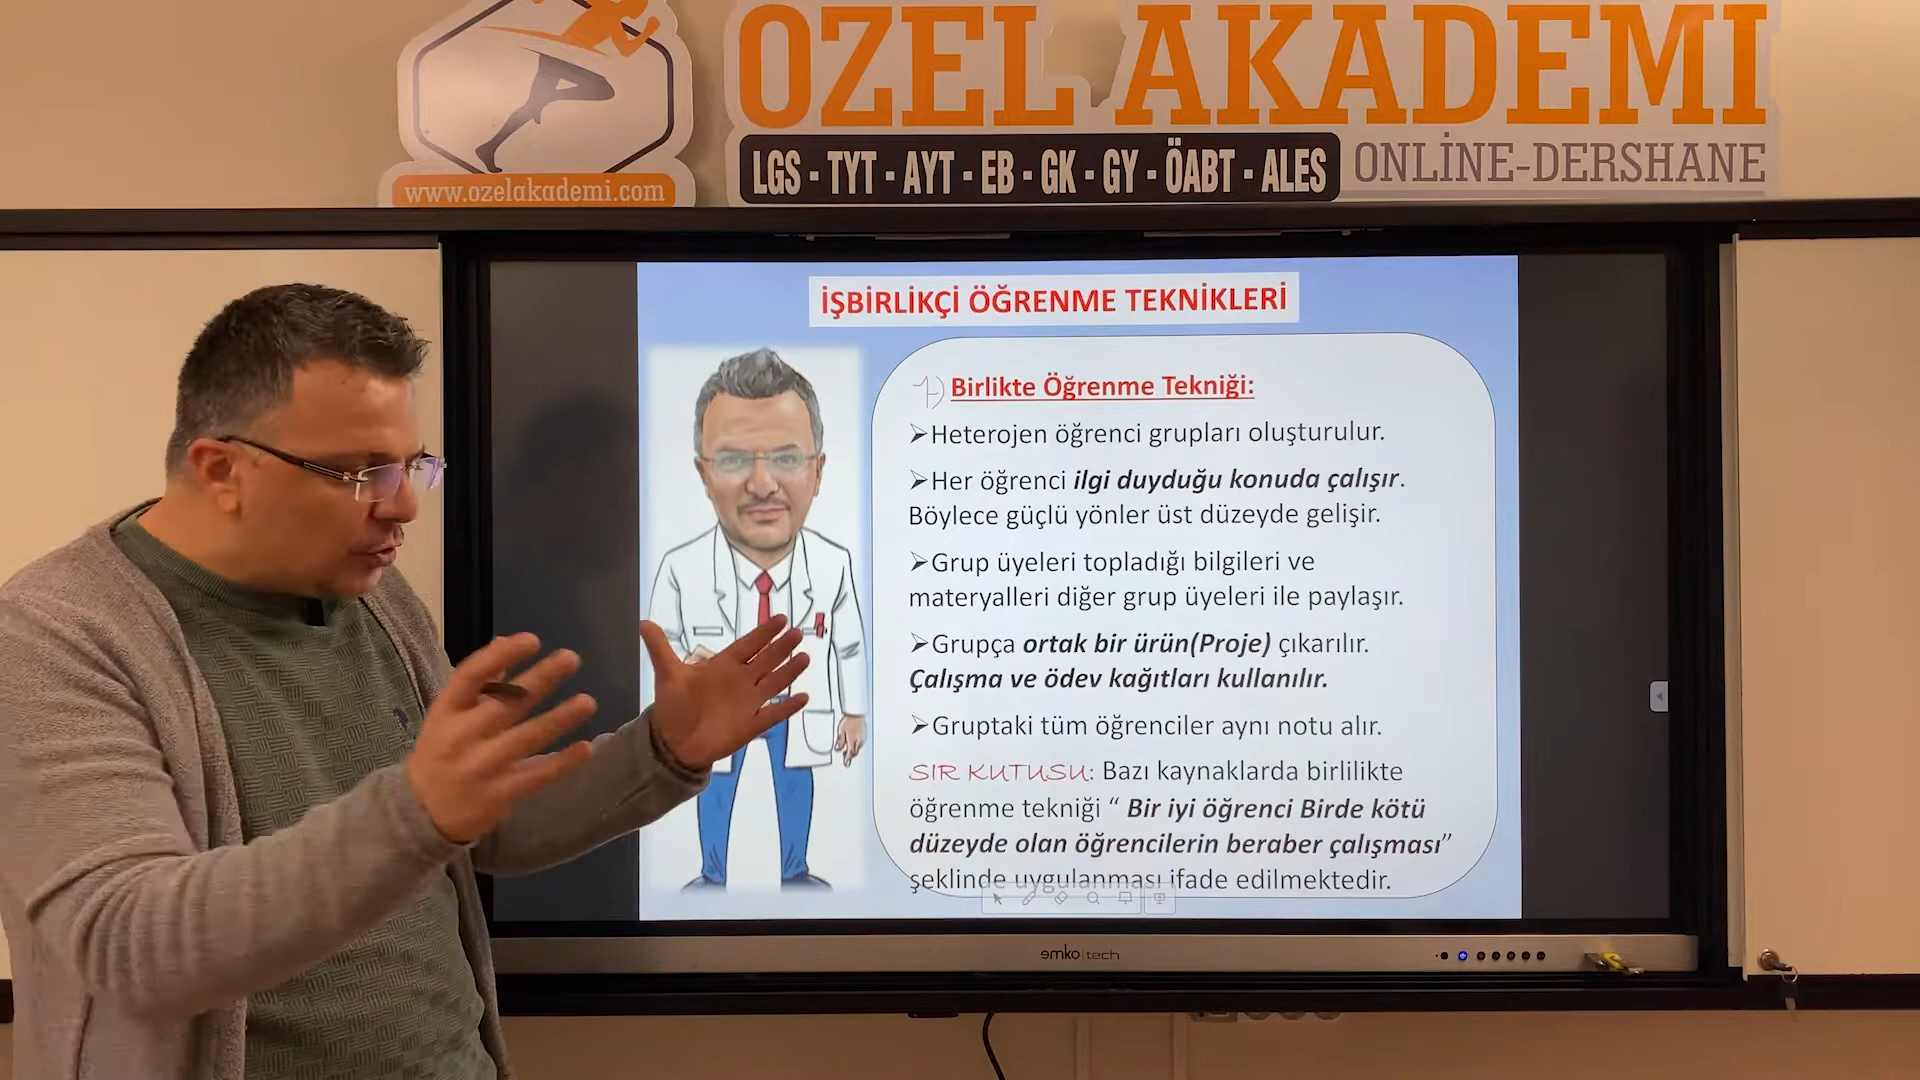 OZEL AKADEMİ
LGS - TYT - AYT - EB - GK - GY - ÖABT - ALES
ONLİNE-DERSHANE
www.ozelakademi.com
İŞBİRLİKÇİ ÖĞRENME TEKNİKLERİ
1) Birlikte Öğrenme Tekniği:
➢Heterojen öğrenci grupları oluşturulur.
➢Her öğrenci ilgi duyduğu konuda çalışır.
Böylece güçlü yönler üst düzeyde gelişir.
➢Grup üyeleri topladığı bilgileri ve
materyalleri diğer grup üyeleri ile paylaşır.
➢Grupça ortak bir ürün(Proje) çıkarılır.
Çalışma ve ödev kağıtları kullanılır.
➢Gruptaki tüm öğrenciler aynı notu alır.
SIR KUTUSU: Bazı kaynaklarda birlilikte
öğrenme tekniği “ Bir iyi öğrenci Birde kötü
düzeyde olan öğrencilerin beraber çalışması”
şeklinde uygulanması ifade edilmektedir.
emko tech